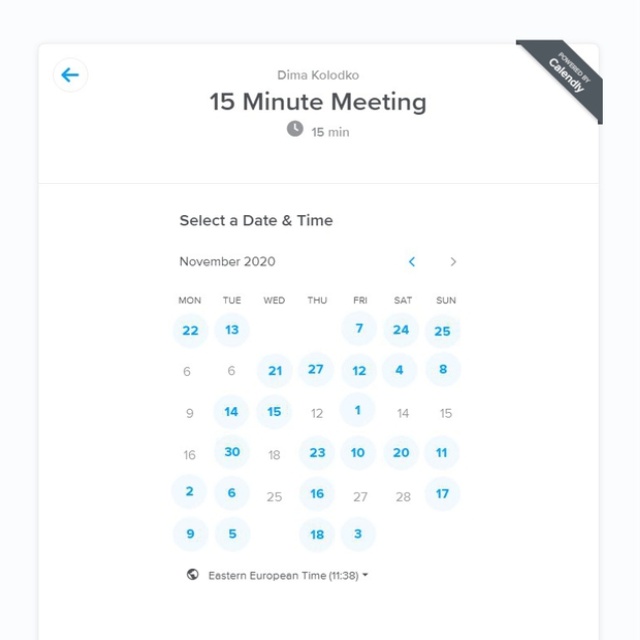 POWERED BY
Calendly
Dima Kolodko
15 Minute Meeting
15 min
Select a Date & Time
November 2020
MON TUE WED THU FRI SAT SUN
22 13 7 24 25
6 6 21 27 12 4 8
9 14 15 12 1 14 15
16 30 18 23 10 20 11
2 6 25 16 27 28 17
9 5 18 3
Eastern European Time (11:38)